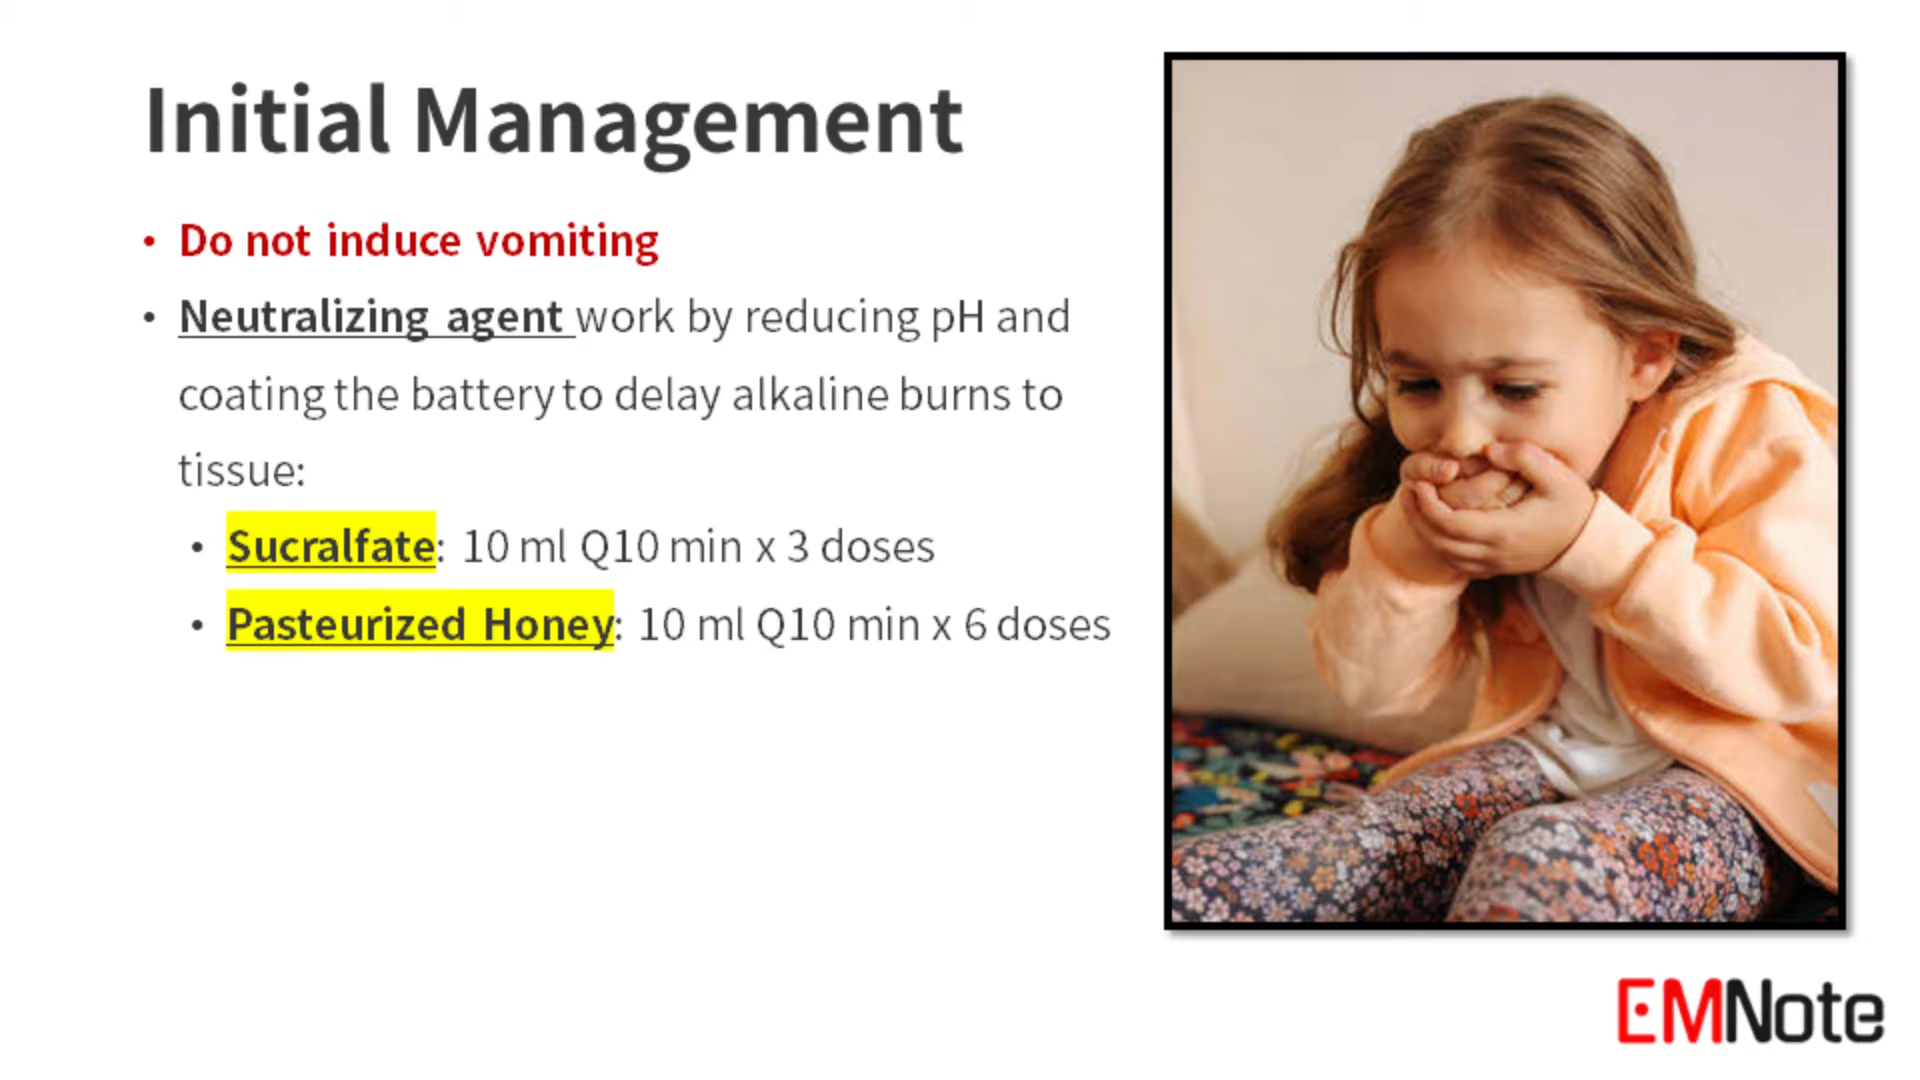 Initial Management
• Do not induce vomiting
• Neutralizing agent work by reducing pH and
coating the battery to delay alkaline burns to
tissue:
• Sucralfate: 10 ml Q10 min x 3 doses
• Pasteurized Honey: 10 ml Q10 min x 6 doses
EMNote